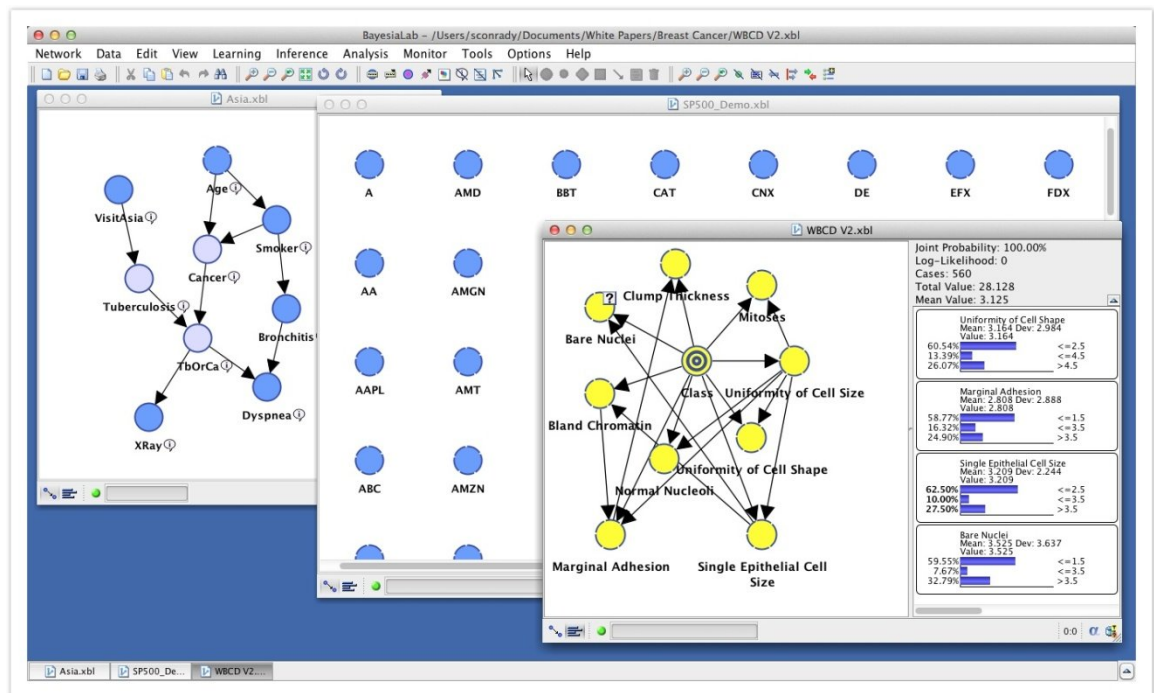 BayesiaLab - /Users/sconrady/Documents/White Papers/Breast Cancer/WBCD V2.xbl
Network Data Edit View Learning Inference Analysis Monitor Tools Options Help
Asia.xbl
Age
VisitAsia
Smoker
Cancer
Tuberculosis
Bronchitis
TbOrCa
Dyspnea
XRay
SP500_Demo.xbl
A AMD BBT CAT CNX DE EFX FDX
AA AMGN
AAPL AMT
ABC AMZN
WBCD V2.xbl
?
Clump Thickness
Mitoses
Bare Nuclei
Class
Uniformity of Cell Size
Bland Chromatin
Uniformity of Cell Shape
Normal Nucleoli
Marginal Adhesion
Single Epithelial Cell
Size
Joint Probability: 100.00%
Log-Likelihood: 0
Cases: 560
Total Value: 28.128
Mean Value: 3.125
Uniformity of Cell Shape
Mean: 3.164 Dev: 2.984
Value: 3.164
60.54% <=2.5
13.39% <=4.5
26.07% >4.5
Marginal Adhesion
Mean: 2.808 Dev: 2.888
Value: 2.808
58.77% <=1.5
16.32% <=3.5
24.90% >3.5
Single Epithelial Cell Size
Mean: 3.209 Dev: 2.244
Value: 3.209
62.50% <=2.5
10.00% <=3.5
27.50% >3.5
Bare Nuclei
Mean: 3.525 Dev: 3.637
Value: 3.525
59.55% <=1.5
7.67% <=3.5
32.79% >3.5
0:0 α
Asia.xbl SP500_De... WBCD V2....